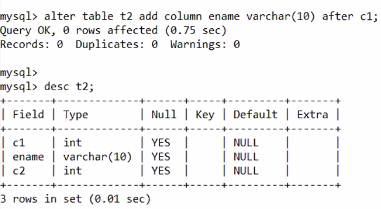 mysql> alter table t2 add column ename varchar(10) after c1;
Query OK, 0 rows affected (0.75 sec)
Records: 0  Duplicates: 0  Warnings: 0

mysql>
mysql> desc t2;
+-------+-------------+------+-----+---------+-------+
| Field | Type        | Null | Key | Default | Extra |
+-------+-------------+------+-----+---------+-------+
| c1    | int         | YES  |     | NULL    |       |
| ename | varchar(10) | YES  |     | NULL    |       |
| c2    | int         | YES  |     | NULL    |       |
+-------+-------------+------+-----+---------+-------+
3 rows in set (0.01 sec)